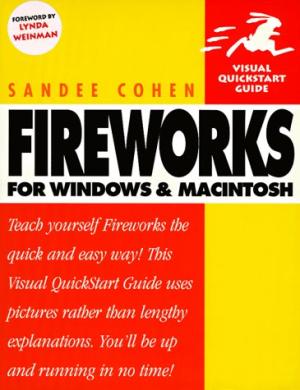 FOREWORD BY
LYNDA
WEINMAN
VISUAL
QUICKSTART
GUIDE
SANDEE COHEN
FIREWORKS
FOR WINDOWS & MACINTOSH
Teach yourself Fireworks the
quick and easy way! This
Visual QuickStart Guide uses
pictures rather than lengthy
explanations. You'll be up
and running in no time!